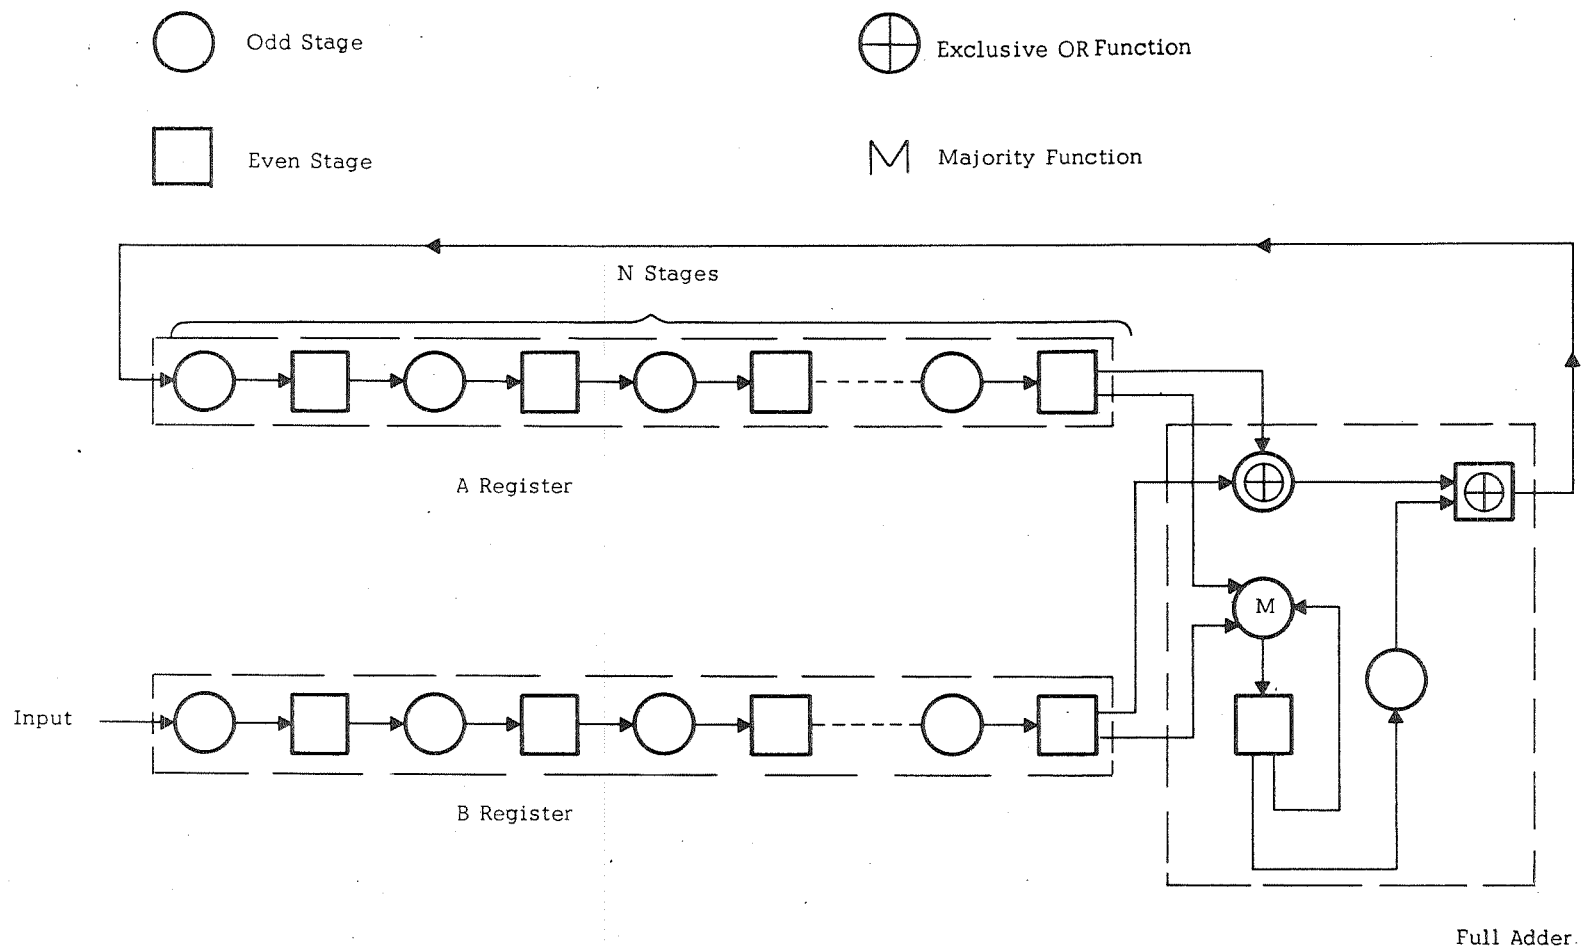 Odd Stage
Exclusive OR Function
Even Stage
M Majority Function
N Stages
A Register
M
Input
B Register
Full Adder